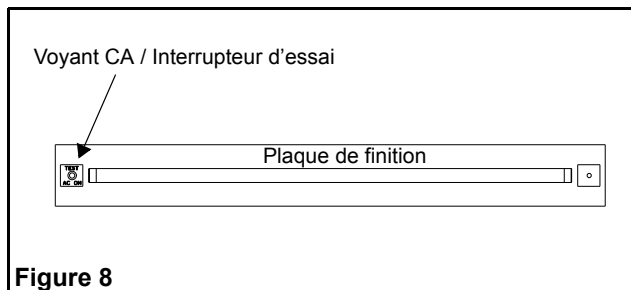 Voyant CA / Interrupteur d'essai
Plaque de finition
TEST
AC ON
Figure 8